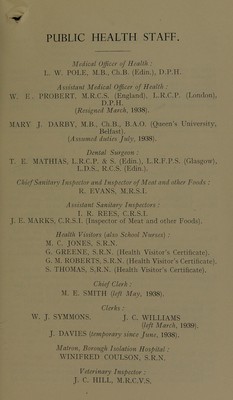 PUBLIC HEALTH STAFF.
Medical Officer of Health :
L. W. POLE, M.B., Ch.B. (Edin.), D.P.H.
Assistant Medical Officer of Health :
W. E. PROBERT, M.R.C.S. (England), L.R.C.P. (London),
D.P.H.
(Resigned March, 1938).
MARY J. DARBY, M.B., Ch.B., B.A.O. (Queen's University,
Belfast).
(Assumed duties July, 1938).
Dental Surgeon :
T. E. MATHIAS, L.R.C.P. & S. (Edin.), L.R.F.P.S. (Glasgow),
L.D.S., R.C.S. (Edin.).
Chief Sanitary Inspector and Inspector of Meat and other Foods :
R. EVANS, M.R.S.I.
Assistant Sanitary Inspectors :
I. R. REES, C.R.S.I.
J. E. MARKS, C.R.S.I. (Inspector of Meat and other Foods).
Health Visitors (also School Nurses) :
M. C. JONES, S.R.N.
G. GREENE, S.R.N. (Health Visitor's Certificate).
G. M. ROBERTS, S.R.N. (Health Visitor's Certificate).
S. THOMAS, S.R.N. (Health Visitor's Certificate).
Chief Clerk :
M. E. SMITH (left May, 1938).
Clerks :
W. J. SYMMONS. J. C. WILLIAMS
(left March, 1939).
J. DAVIES (temporary since June, 1938).
Matron, Borough Isolation Hospital :
WINIFRED COULSON, S.R.N.
Veterinary Inspector :
J. C. HILL, M.R.C.V.S.